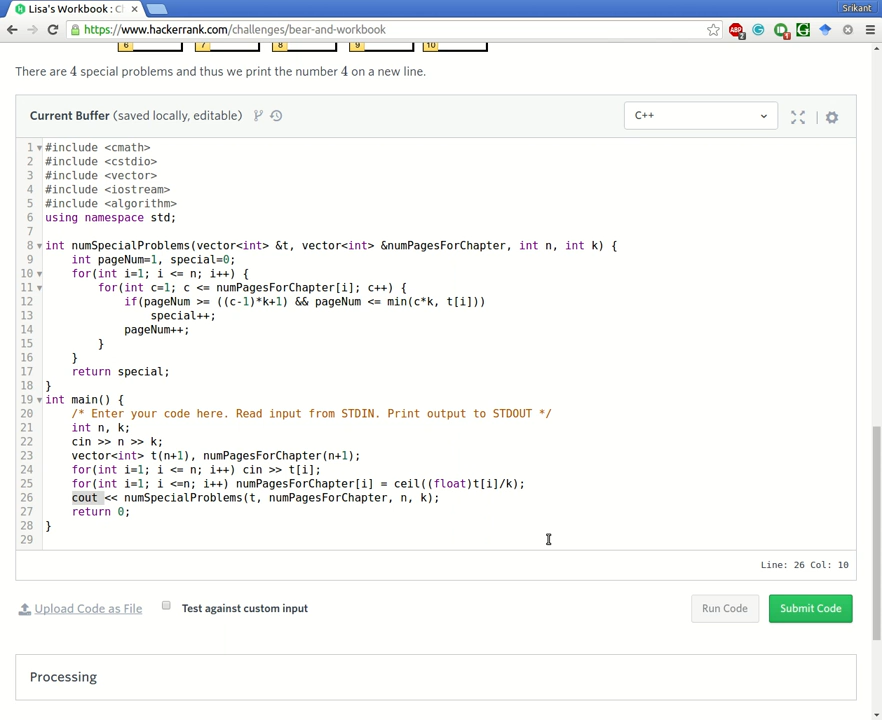 Lisa's Workbook : C
Srikant
https://www.hackerrank.com/challenges/bear-and-workbook
6 7 8 9 10
There are 4 special problems and thus we print the number 4 on a new line.
Current Buffer (saved locally, editable)
C++
1 #include <cmath>
2 #include <cstdio>
3 #include <vector>
4 #include <iostream>
5 #include <algorithm>
6 using namespace std;
7
8 int numSpecialProblems(vector<int> &t, vector<int> &numPagesForChapter, int n, int k) {
9     int pageNum=1, special=0;
10     for(int i=1; i <= n; i++) {
11         for(int c=1; c <= numPagesForChapter[i]; c++) {
12             if(pageNum >= ((c-1)*k+1) && pageNum <= min(c*k, t[i]))
13                 special++;
14             pageNum++;
15         }
16     }
17     return special;
18 }
19 int main() {
20     /* Enter your code here. Read input from STDIN. Print output to STDOUT */
21     int n, k;
22     cin >> n >> k;
23     vector<int> t(n+1), numPagesForChapter(n+1);
24     for(int i=1; i <= n; i++) cin >> t[i];
25     for(int i=1; i <=n; i++) numPagesForChapter[i] = ceil((float)t[i]/k);
26     cout << numSpecialProblems(t, numPagesForChapter, n, k);
27     return 0;
28 }
29
Line: 26 Col: 10
Upload Code as File
Test against custom input
Run Code
Submit Code
Processing